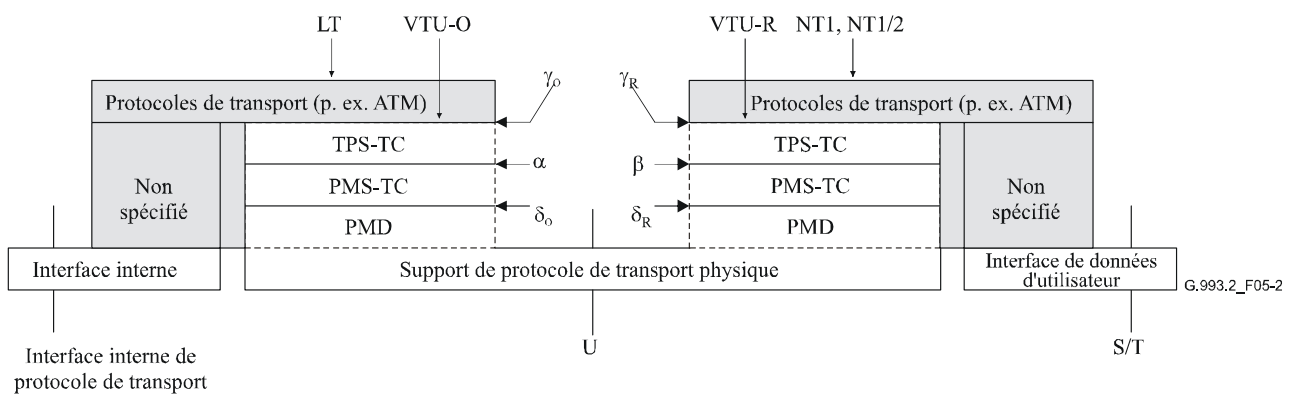 LT
VTU-O
VTU-R
NT1, NT1/2
γO
γR
Protocoles de transport (p. ex. ATM)
Protocoles de transport (p. ex. ATM)
TPS-TC
α
β
TPS-TC
Non
spécifié
PMS-TC
PMS-TC
Non
spécifié
δO
δR
PMD
PMD
Interface interne
Support de protocole de transport physique
Interface de données
d'utilisateur
G.993.2_F05-2
Interface interne de
protocole de transport
U
S/T